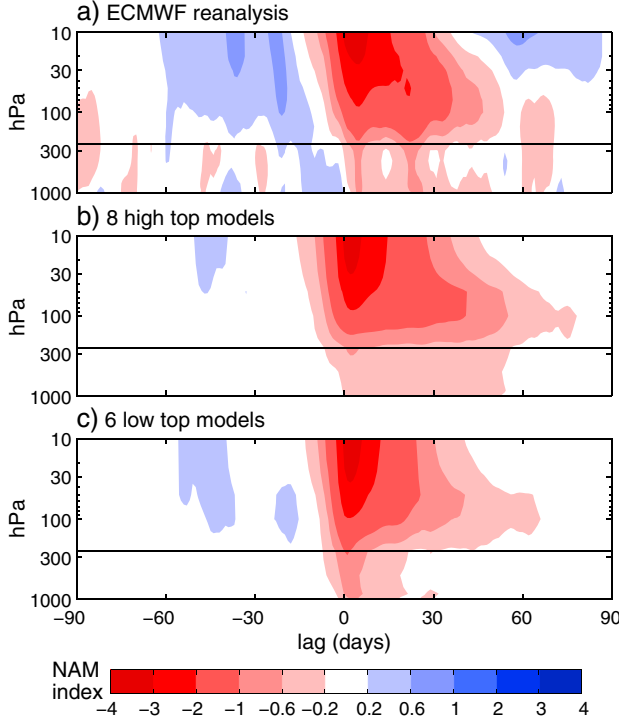 a) ECMWF reanalysis
10
30
100
300
1000
hPa
b) 8 high top models
10
30
100
300
1000
hPa
c) 6 low top models
10
30
100
300
1000
hPa
−90 −60 −30 0 30 60 90
lag (days)
NAM
index
−4 −3 −2 −1 −0.6 −0.2 0.2 0.6 1 2 3 4